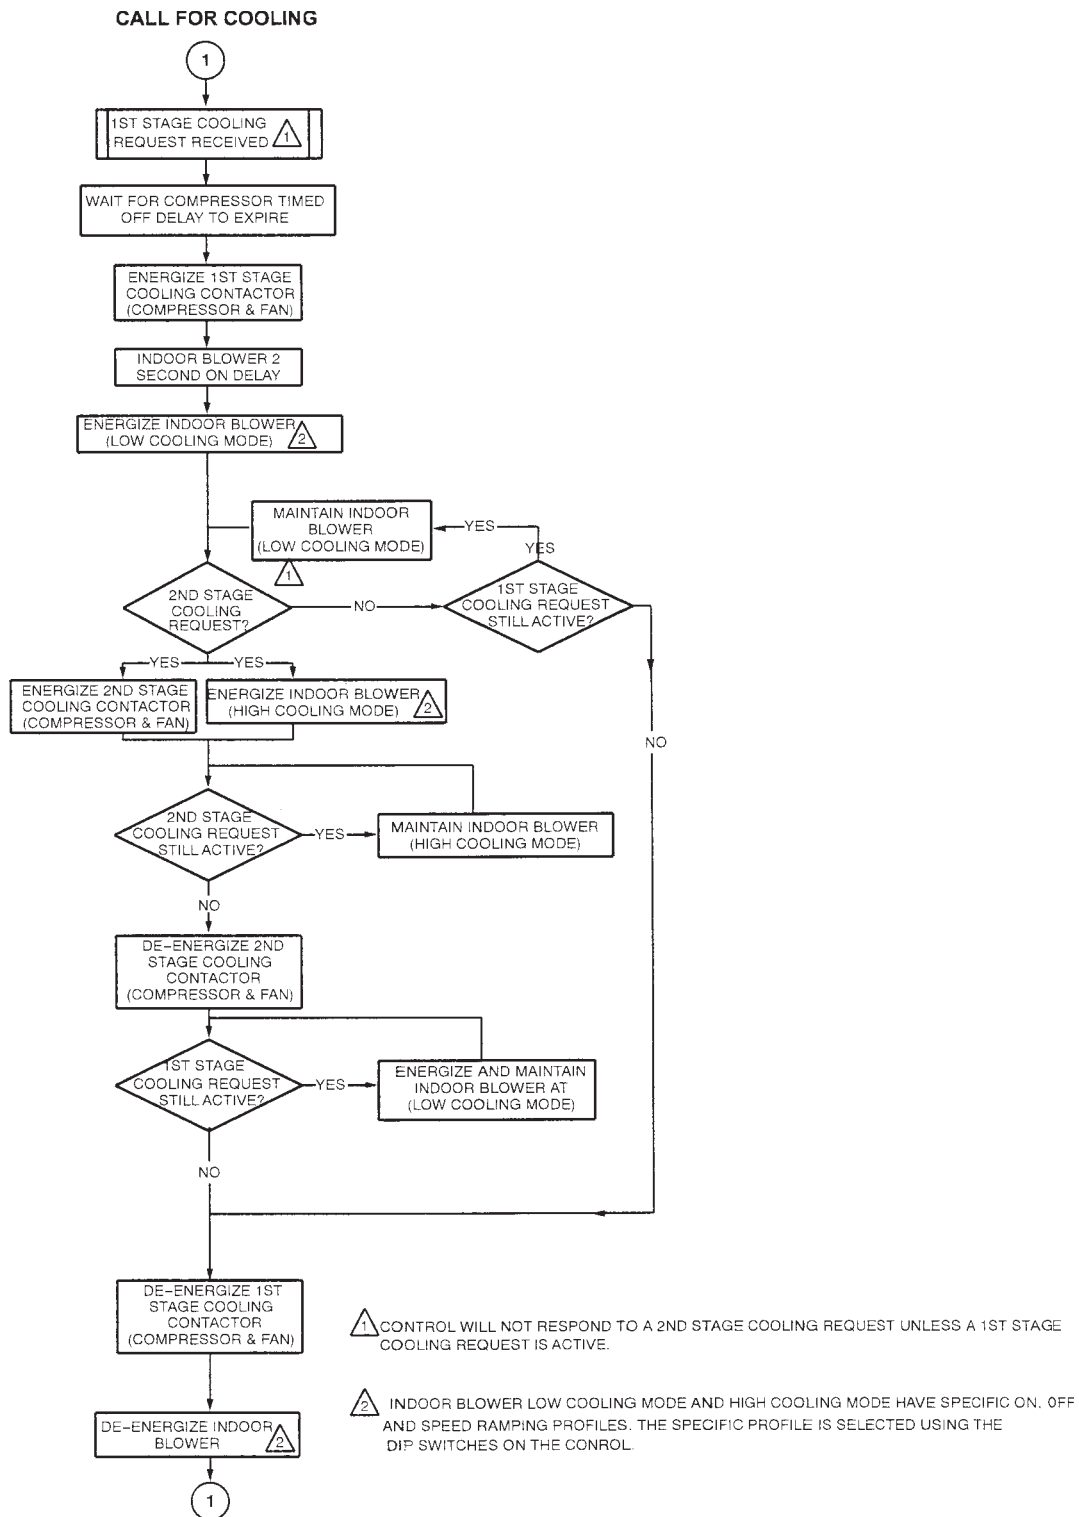 CALL FOR COOLING
1
1ST STAGE COOLING
REQUEST RECEIVED 1
WAIT FOR COMPRESSOR TIMED
OFF DELAY TO EXPIRE
ENERGIZE 1ST STAGE
COOLING CONTACTOR
(COMPRESSOR & FAN)
INDOOR BLOWER 2
SECOND ON DELAY
ENERGIZE INDOOR BLOWER
(LOW COOLING MODE) 2
MAINTAIN INDOOR
BLOWER
(LOW COOLING MODE)
1
YES
YES
2ND STAGE
COOLING
REQUEST?
NO
1ST STAGE
COOLING REQUEST
STILL ACTIVE?
YES
YES
ENERGIZE 2ND STAGE
COOLING CONTACTOR
(COMPRESSOR & FAN)
ENERGIZE INDOOR BLOWER
(HIGH COOLING MODE) 2
NO
2ND STAGE
COOLING REQUEST
STILL ACTIVE?
YES
MAINTAIN INDOOR BLOWER
(HIGH COOLING MODE)
NO
DE-ENERGIZE 2ND
STAGE COOLING
CONTACTOR
(COMPRESSOR & FAN)
1ST STAGE
COOLING REQUEST
STILL ACTIVE?
YES
ENERGIZE AND MAINTAIN
INDOOR BLOWER AT
(LOW COOLING MODE)
NO
DE-ENERGIZE 1ST
STAGE COOLING
CONTACTOR
(COMPRESSOR & FAN)
DE-ENERGIZE INDOOR
BLOWER 2
1
1 CONTROL WILL NOT RESPOND TO A 2ND STAGE COOLING REQUEST UNLESS A 1ST STAGE
COOLING REQUEST IS ACTIVE.
2 INDOOR BLOWER LOW COOLING MODE AND HIGH COOLING MODE HAVE SPECIFIC ON, OFF
AND SPEED RAMPING PROFILES. THE SPECIFIC PROFILE IS SELECTED USING THE
DIP SWITCHES ON THE CONROL.